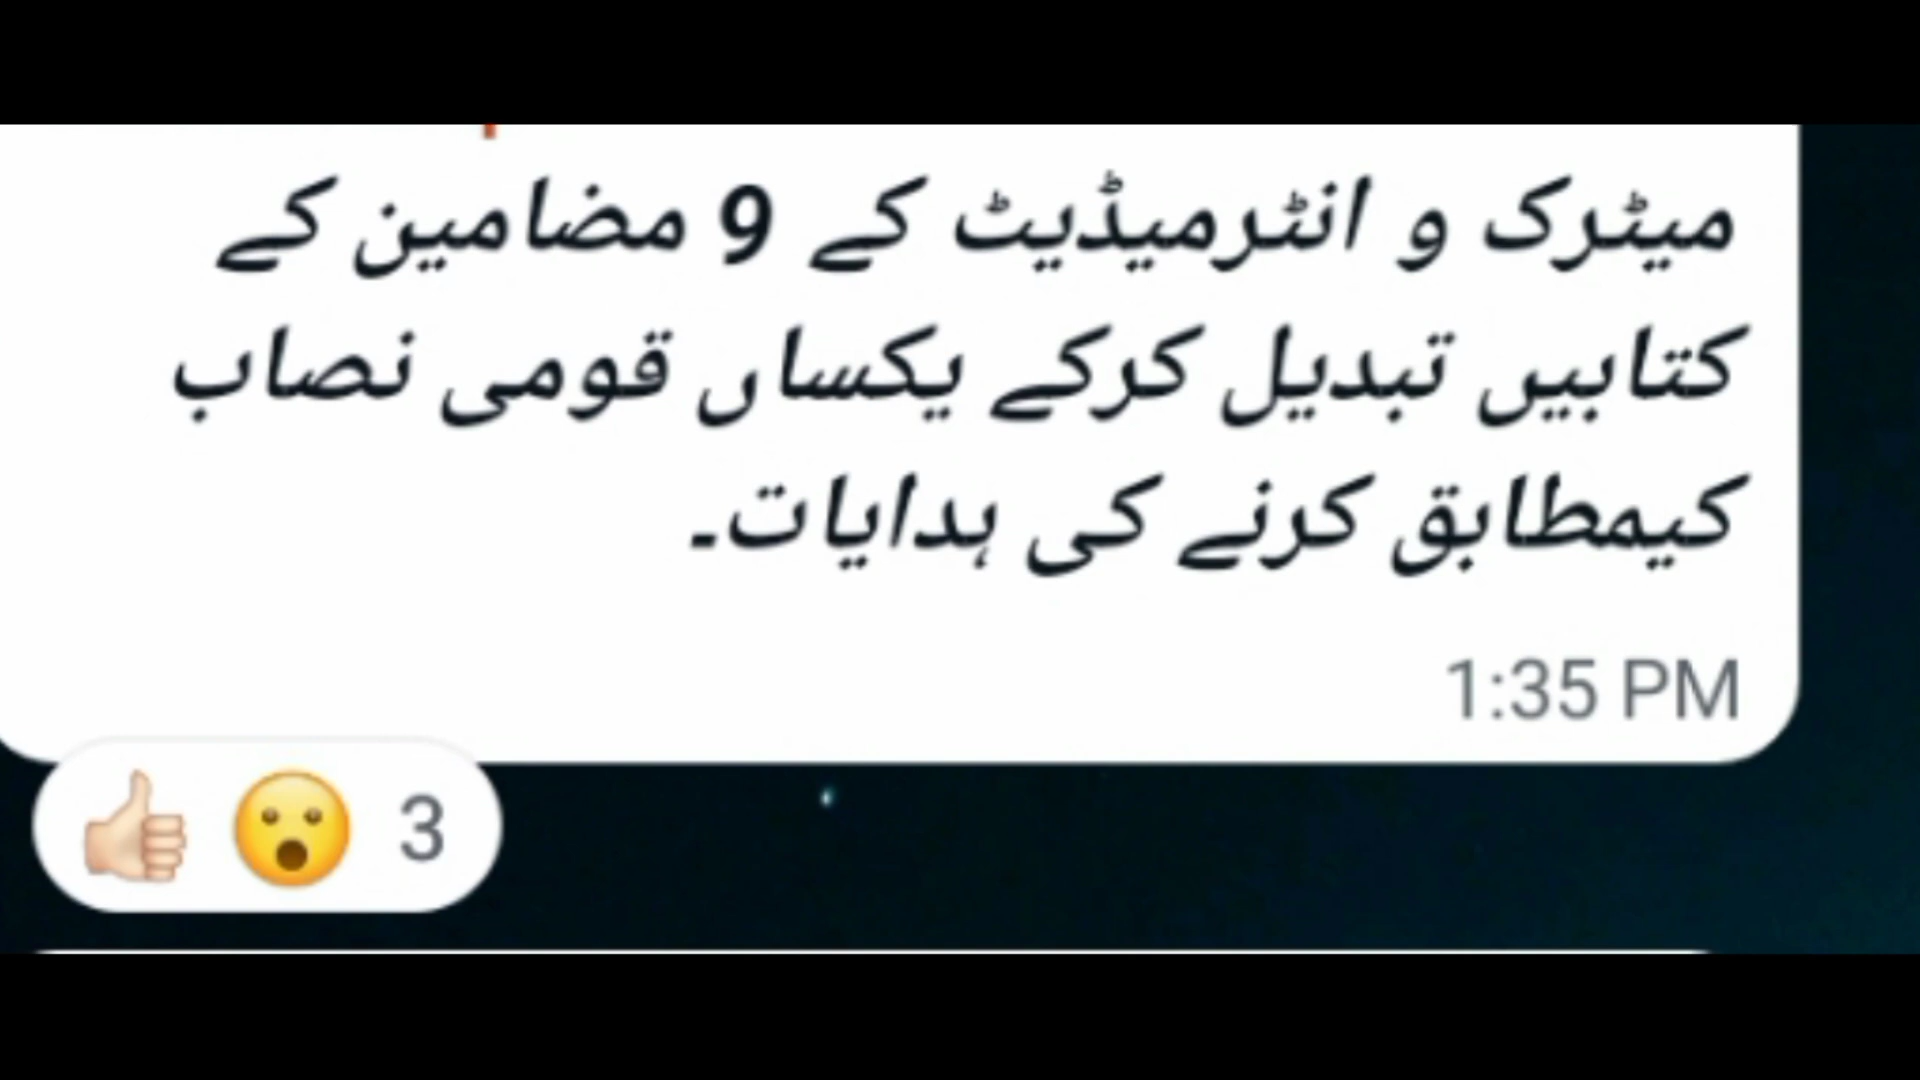 میٹرک و انٹرمیڈیٹ کے 9 مضامین کے
کتابیں تبدیل کرکے یکساں قومی نصاب
کیمطابق کرنے کی ہدایات۔
1:35 PM
3